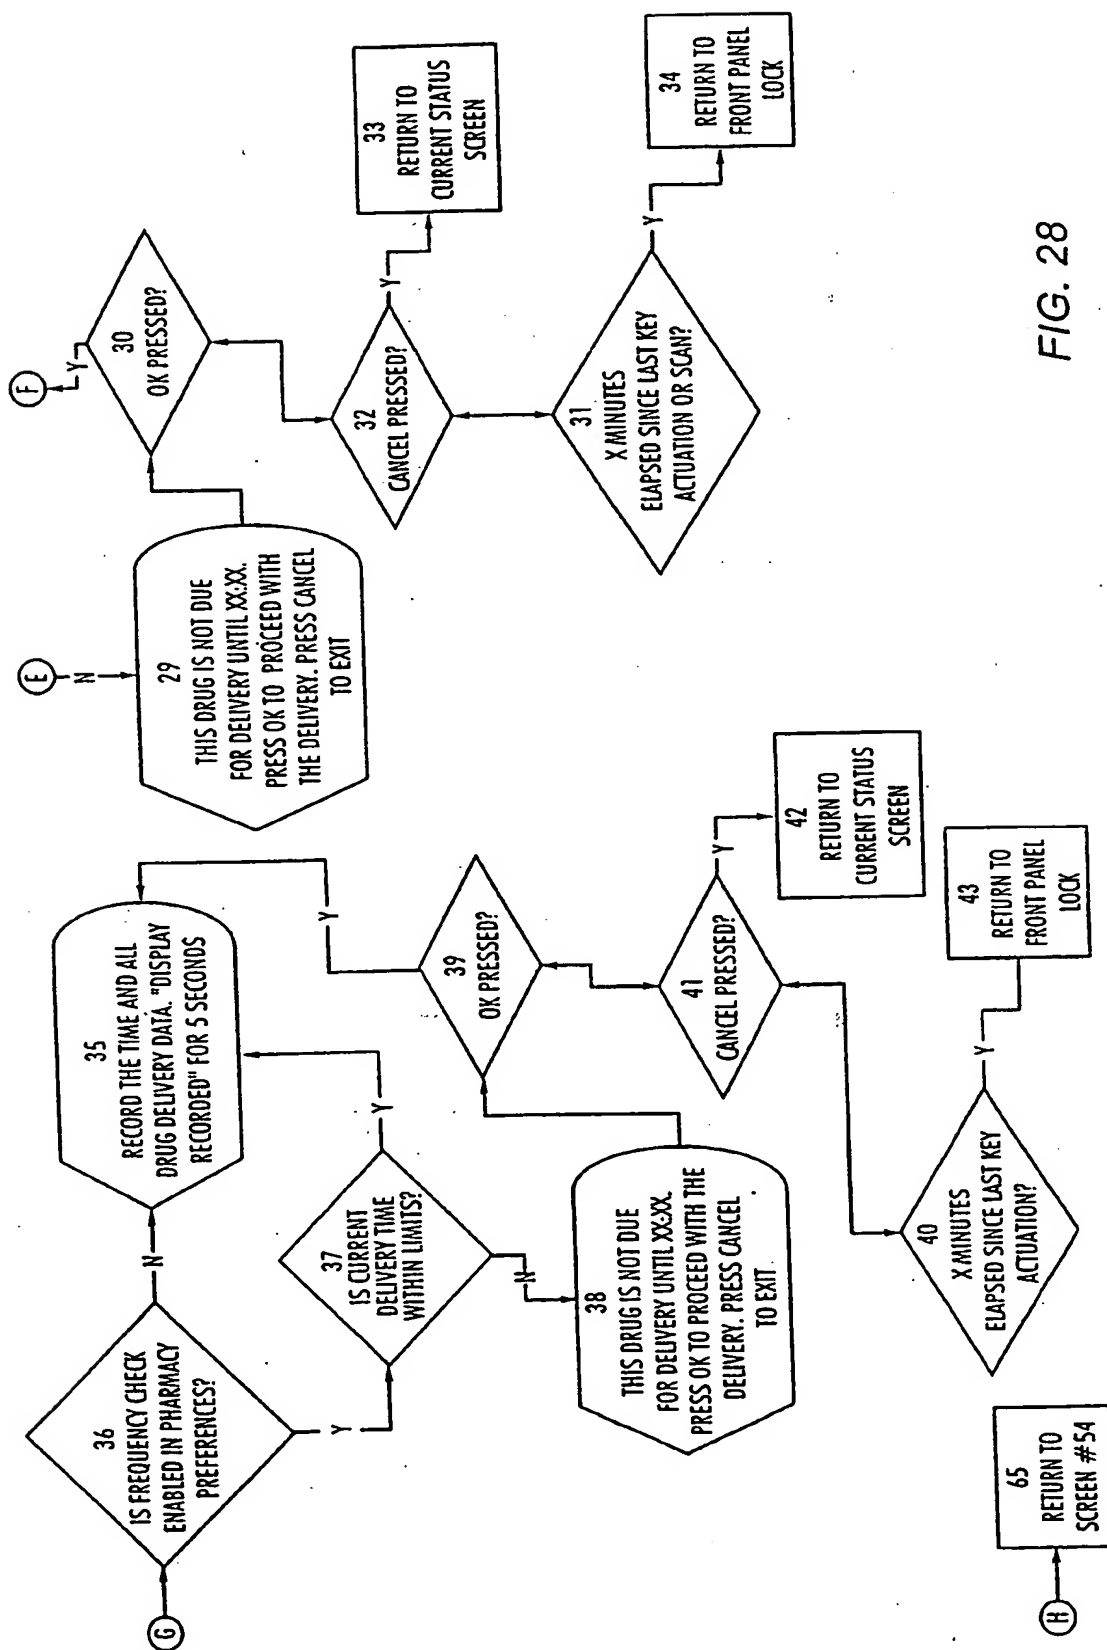 G
36
IS FREQUENCY CHECK
ENABLED IN PHARMACY
PREFERENCES?
N
Y
35
RECORD THE TIME AND ALL
DRUG DELIVERY DATA. "DISPLAY
RECORDED" FOR 5 SECONDS
37
IS CURRENT
DELIVERY TIME
WITHIN LIMITS?
Y
N
38
THIS DRUG IS NOT DUE
FOR DELIVERY UNTIL XX:XX.
PRESS OK TO PROCEED WITH THE
DELIVERY. PRESS CANCEL
TO EXIT
39
OK PRESSED?
Y
41
CANCEL PRESSED?
Y
42
RETURN TO
CURRENT STATUS
SCREEN
40
X MINUTES
ELAPSED SINCE LAST KEY
ACTUATION?
Y
43
RETURN TO
FRONT PANEL
LOCK
H
65
RETURN TO
SCREEN #54
E
N
29
THIS DRUG IS NOT DUE
FOR DELIVERY UNTIL XX:XX.
PRESS OK TO PROCEED WITH
THE DELIVERY. PRESS CANCEL
TO EXIT
F
Y
30
OK PRESSED?
32
CANCEL PRESSED?
Y
33
RETURN TO
CURRENT STATUS
SCREEN
31
X MINUTES
ELAPSED SINCE LAST KEY
ACTUATION OR SCAN?
Y
34
RETURN TO
FRONT PANEL
LOCK
FIG. 28